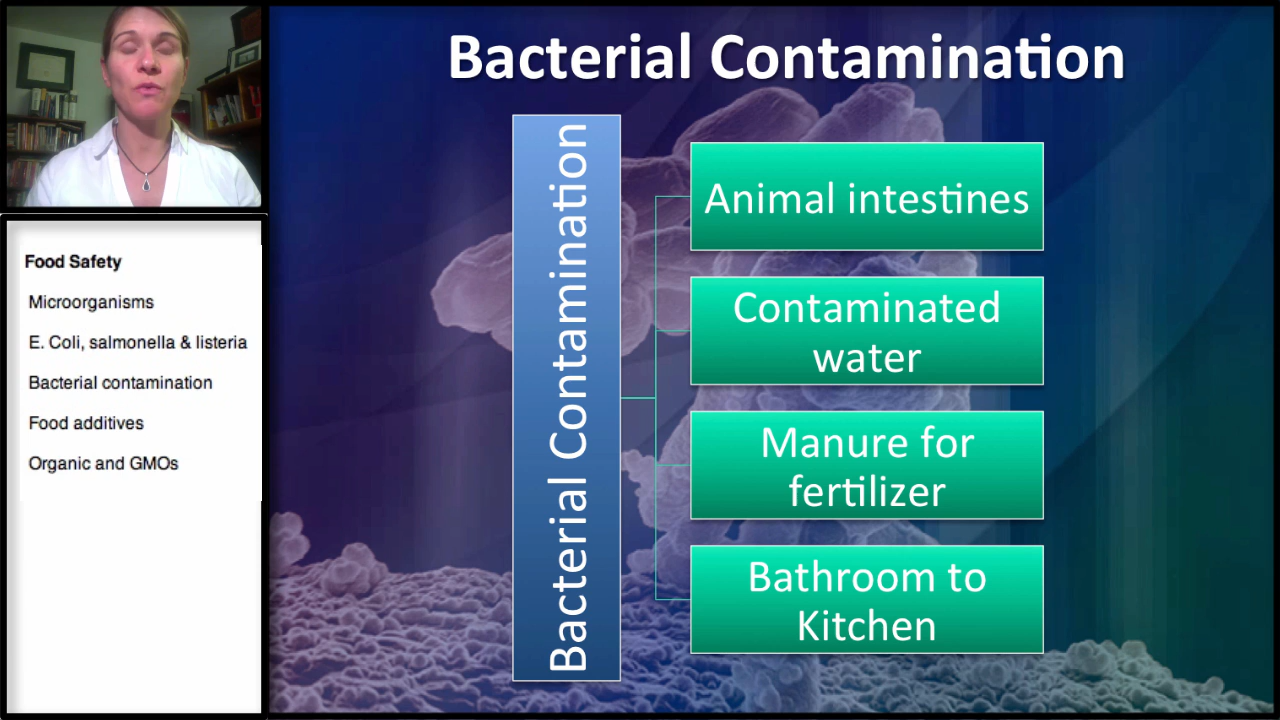 Bacterial Contamination
Bacterial Contamination
Animal intestines
Contaminated
water
Manure for
fertilizer
Bathroom to
Kitchen
Food Safety
Microorganisms
E. Coli, salmonella & listeria
Bacterial contamination
Food additives
Organic and GMOs